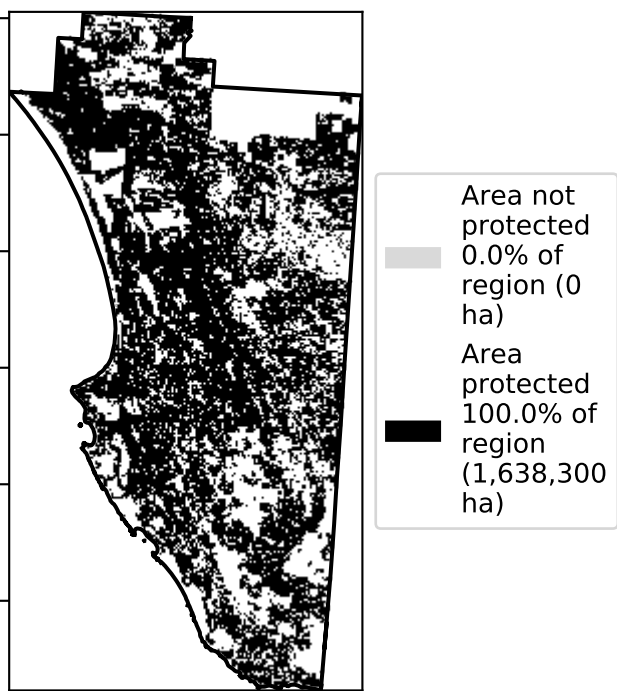 Area not
protected
0.0% of
region (0
ha)
Area
protected
100.0% of
region
(1,638,300
ha)